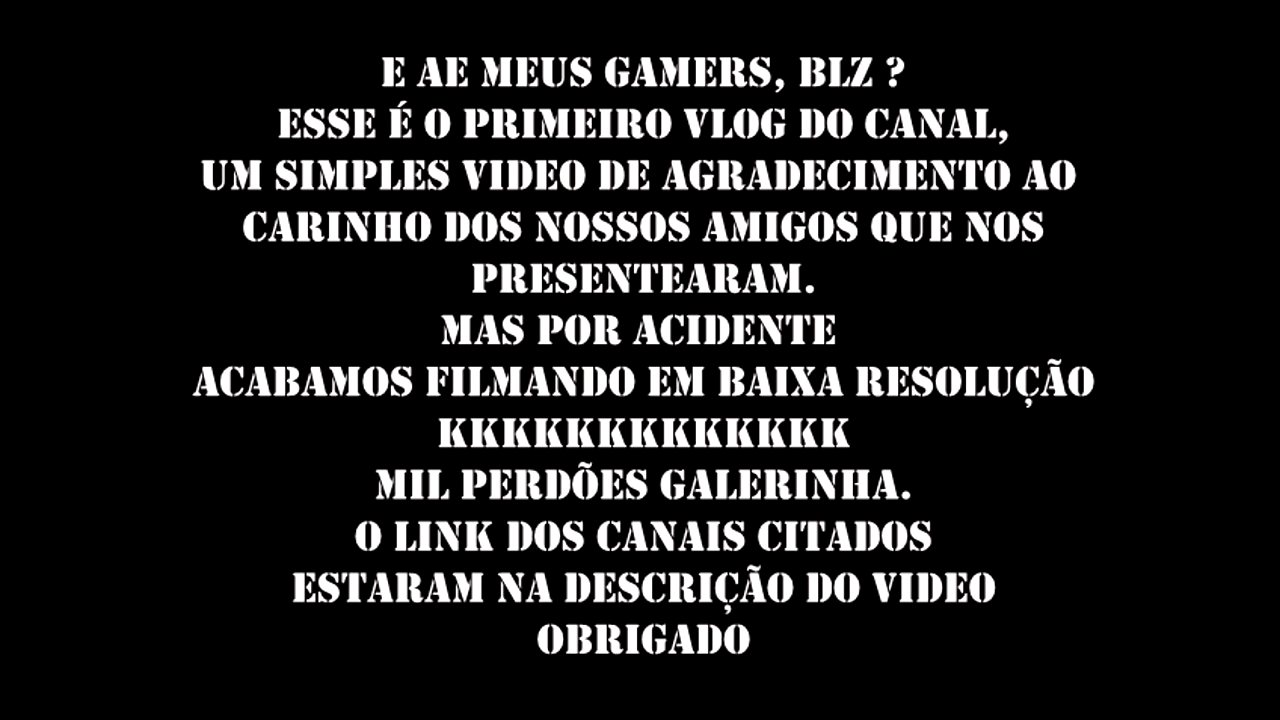 E AE MEUS GAMERS, BLZ ?
ESSE É O PRIMEIRO VLOG DO CANAL,
UM SIMPLES VIDEO DE AGRADECIMENTO AO
CARINHO DOS NOSSOS AMIGOS QUE NOS
PRESENTEARAM.
MAS POR ACIDENTE
ACABAMOS FILMANDO EM BAIXA RESOLUÇÃO
KKKKKKKKKKKKK
MIL PERDÕES GALERINHA.
O LINK DOS CANAIS CITADOS
ESTARAM NA DESCRIÇÃO DO VIDEO
OBRIGADO